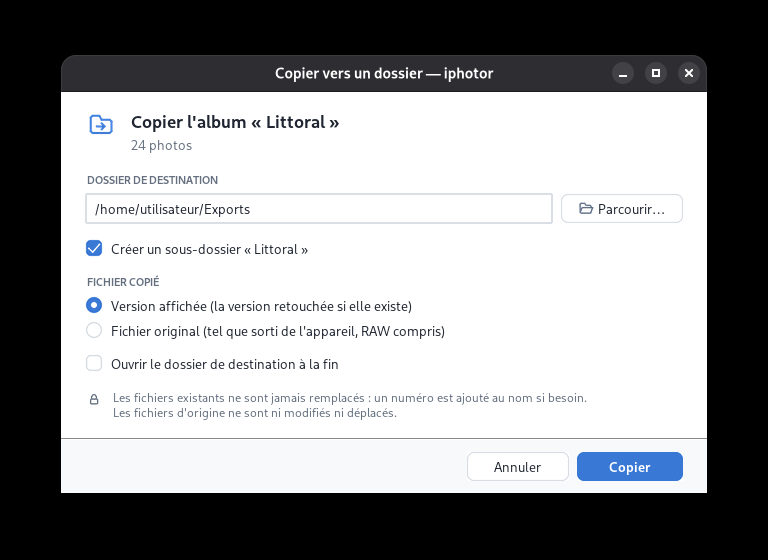 Copier vers un dossier — iphotor
Copier l'album « Littoral »
24 photos
DOSSIER DE DESTINATION
/home/utilisateur/Exports
Parcourir…
Créer un sous-dossier « Littoral »
FICHIER COPIÉ
Version affichée (la version retouchée si elle existe)
Fichier original (tel que sorti de l'appareil, RAW compris)
Ouvrir le dossier de destination à la fin
Les fichiers existants ne sont jamais remplacés : un numéro est ajouté au nom si besoin.
Les fichiers d'origine ne sont ni modifiés ni déplacés.
Annuler
Copier